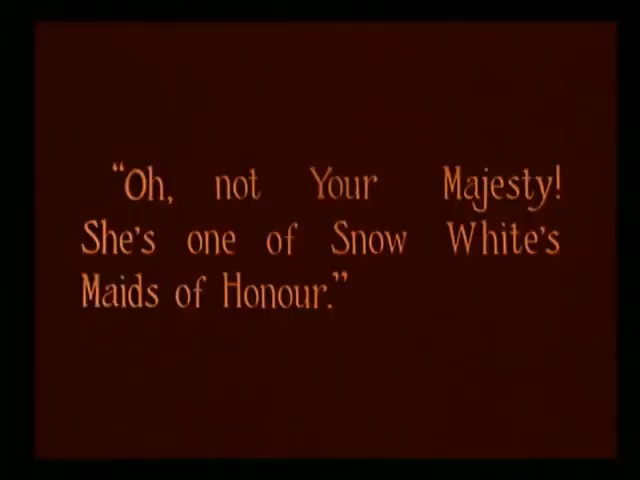 “Oh, not Your Majesty!
She's one of Snow White's
Maids of Honour.”